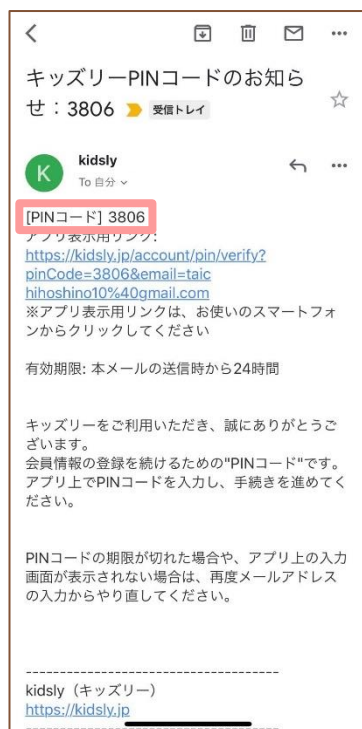 キッズリーPINコードのお知ら
せ：3806 受信トレイ
K
kidsly
To 自分
[PINコード] 3806
アプリ表示用リンク:
https://kidsly.jp/account/pin/verify?
pinCode=3806&email=taic
hihoshino10%40gmail.com
※アプリ表示用リンクは、お使いのスマートフォ
ンからクリックしてください
有効期限: 本メールの送信時から24時間
キッズリーをご利用いただき、誠にありがとうご
ざいます。
会員情報の登録を続けるための"PINコード"です。
アプリ上でPINコードを入力し、手続きを進めてく
ださい。
PINコードの期限が切れた場合や、アプリ上の入力
画面が表示されない場合は、再度メールアドレス
の入力からやり直してください。
-------------------------------------
kidsly（キッズリー）
https://kidsly.jp
-------------------------------------